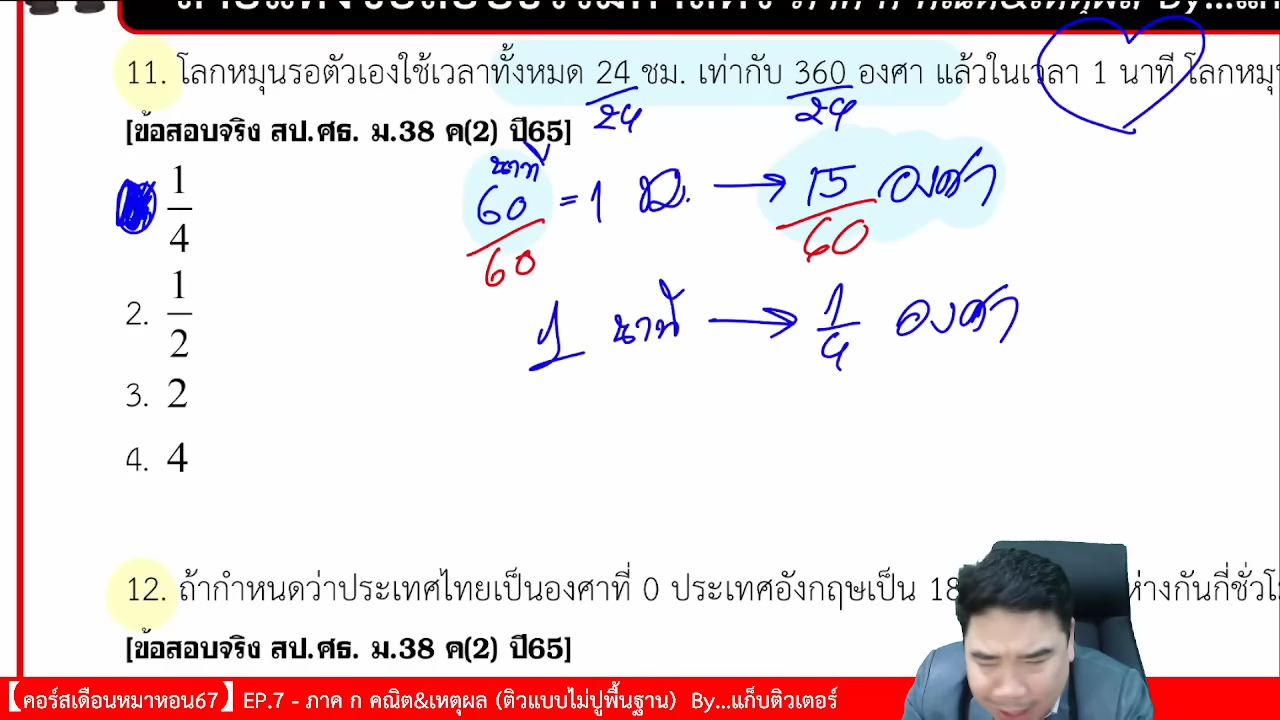 11. โลกหมุนรอตัวเองใช้เวลาทั้งหมด 24 ชม. เท่ากับ 360 องศา แล้วในเวลา 1 นาที โลกหมุ
24 24
[ข้อสอบจริง สป.ศธ. ม.38 ค(2) ปี65]
นาที
1/4
60/60 = 1 ชม. → 15/60 องศา
2. 1/2
1 นาที → 1/4 องศา
3. 2
4. 4
12. ถ้ากำหนดว่าประเทศไทยเป็นองศาที่ 0 ประเทศอังกฤษเป็น 18 ห่างกันกี่ชั่วโ
[ข้อสอบจริง สป.ศธ. ม.38 ค(2) ปี65]
【คอร์สเดือนหมาหอน67】 EP.7 - ภาค ก คณิต&เหตุผล (ติวแบบไม่ปูพื้นฐาน) By...แก็บติวเตอร์